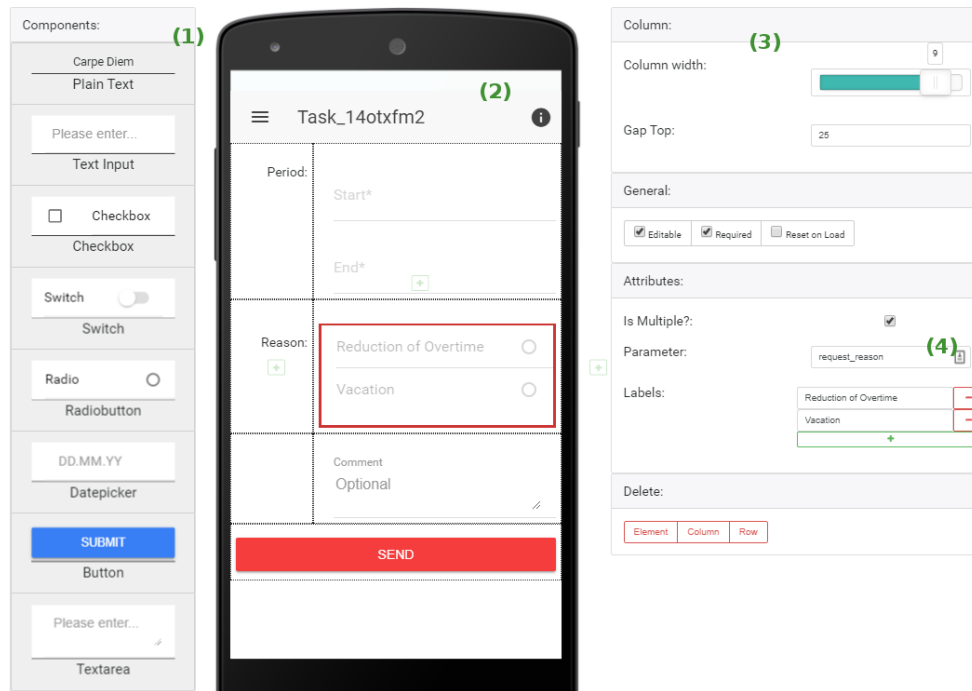 Components:
(1)
Carpe Diem
Plain Text
Please enter...
Text Input
Checkbox
Checkbox
Switch
Switch
Radio
Radiobutton
DD.MM.YY
Datepicker
SUBMIT
Button
Please enter...
Textarea
(2)
Task_14otxfm2
Period:
Start*
End*
Reason:
Reduction of Overtime
Vacation
Comment
Optional
SEND
Column:
(3)
9
Column width:
Gap Top:
25
General:
Editable Required Reset on Load
Attributes:
Is Multiple?:
Parameter:
request_reason
(4)
Labels:
Reduction of Overtime
Vacation
Delete:
Element Column Row